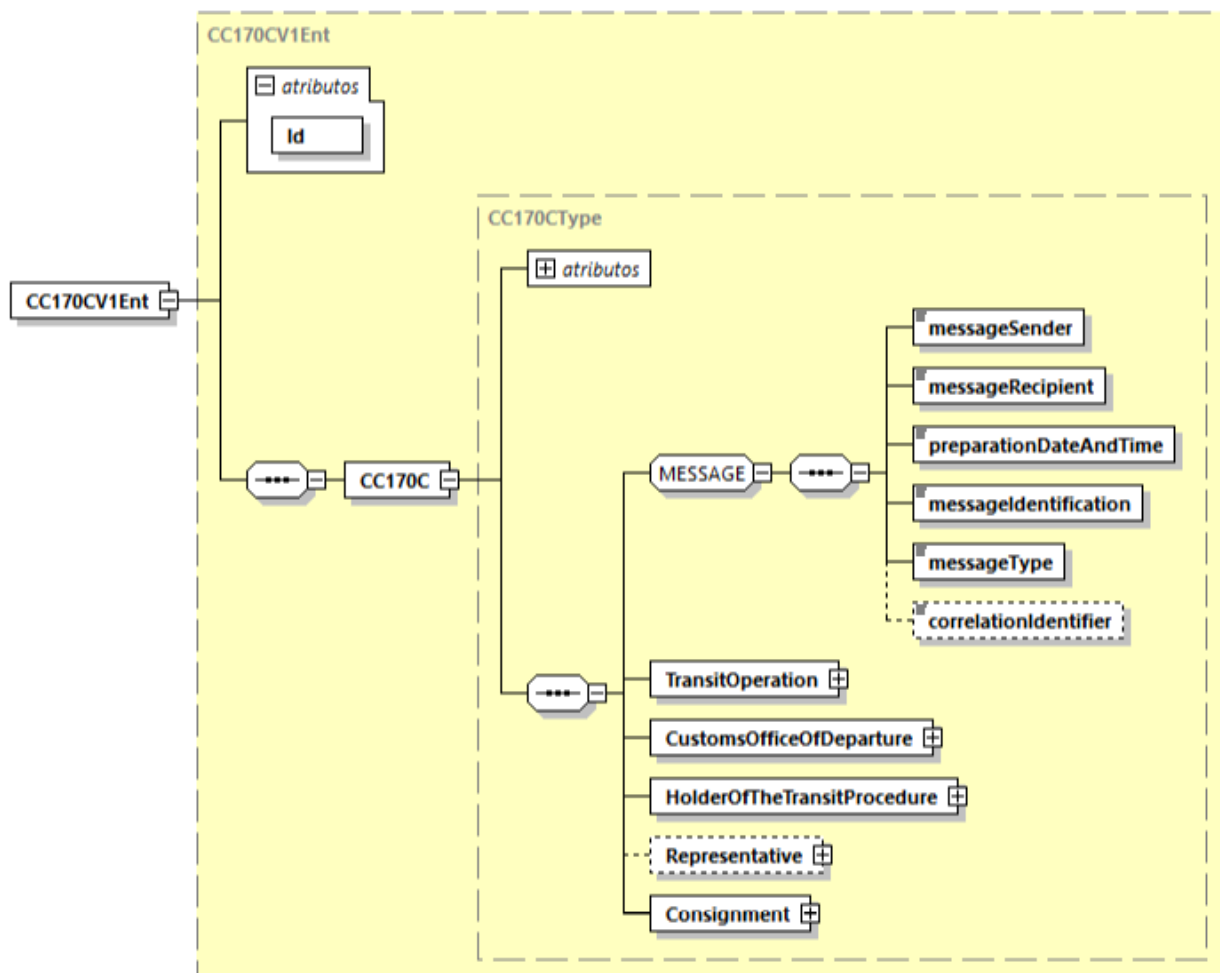 CC170CV1Ent
atributos
Id
CC170CType
atributos
CC170CV1Ent
messageSender
messageRecipient
preparationDateAndTime
MESSAGE
CC170C
messageIdentification
messageType
correlationIdentifier
TransitOperation
CustomsOfficeOfDeparture
HolderOfTheTransitProcedure
Representative
Consignment